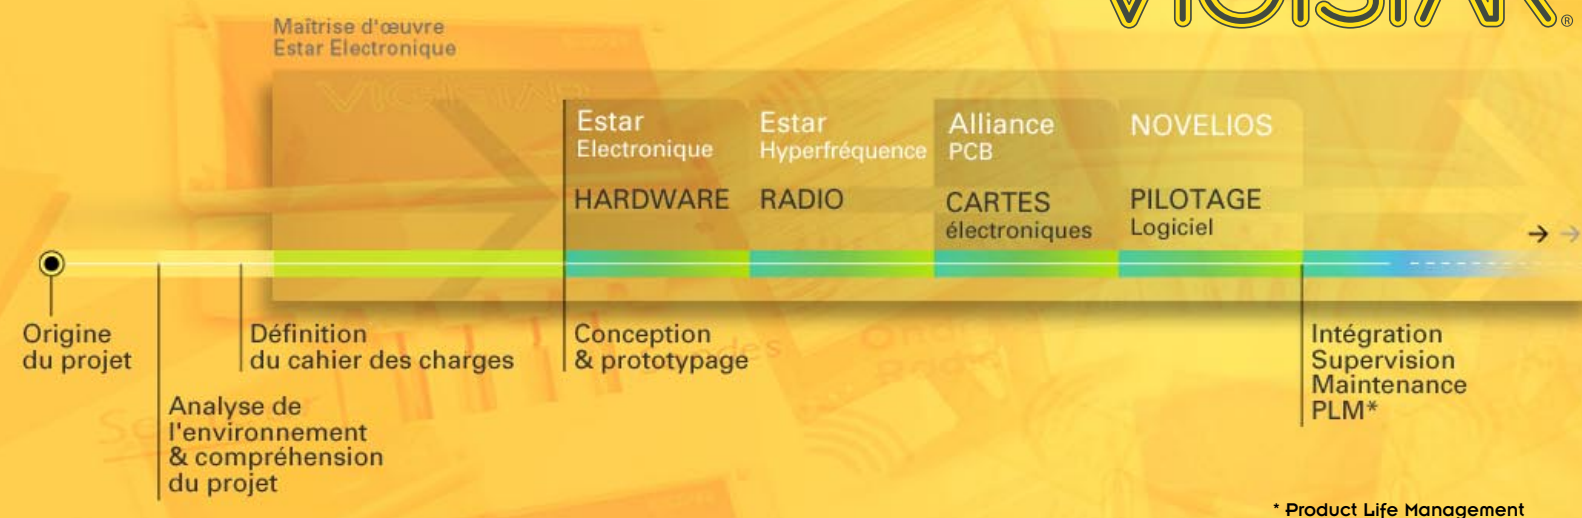 VIGISTAR®
Maîtrise d'œuvre
Estar Electronique
VIGISTAR
Estar
Electronique
HARDWARE
Estar
Hyperfréquence
RADIO
Alliance
PCB
CARTES
électroniques
NOVELIOS
PILOTAGE
Logiciel
Origine
du projet
Analyse de
l'environnement
& compréhension
du projet
Définition
du cahier des charges
Conception
& prototypage
Intégration
Supervision
Maintenance
PLM*
* Product Life Management